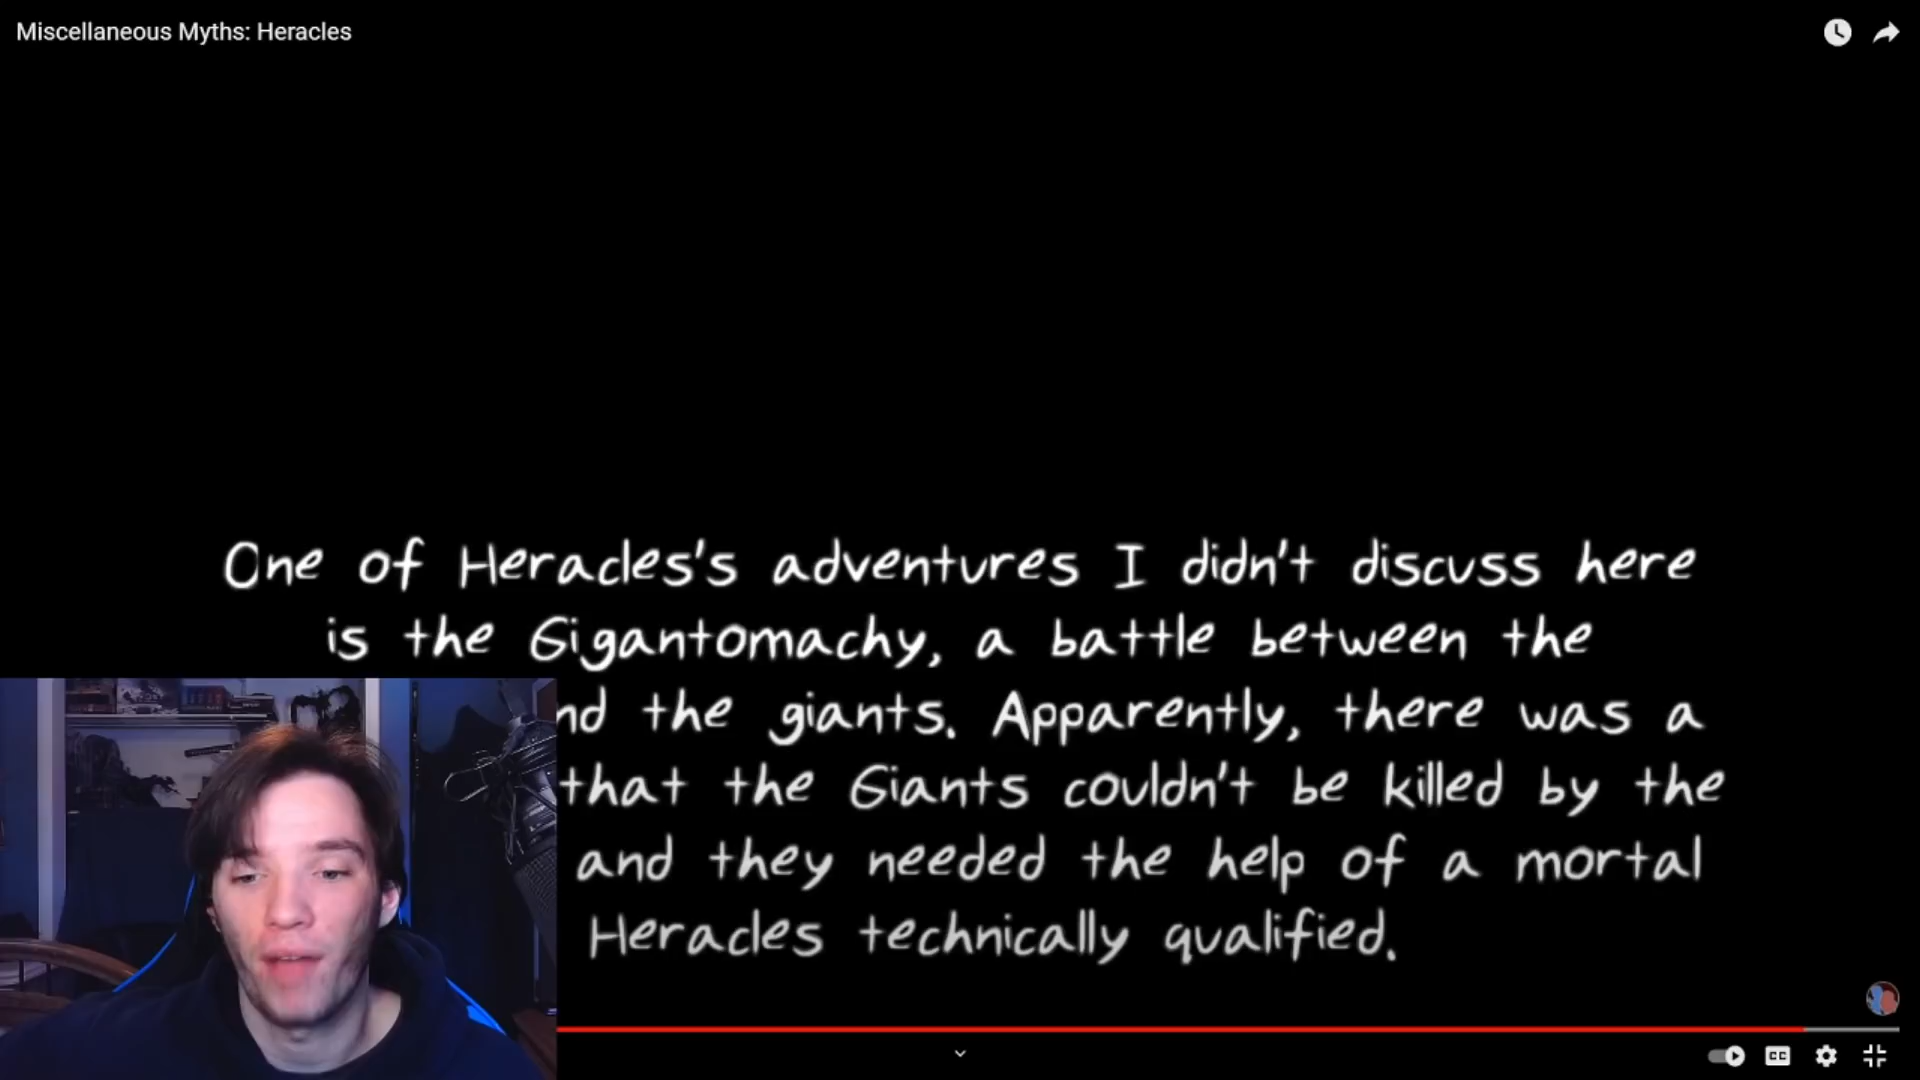 Miscellaneous Myths: Heracles
One of Heracles's adventures I didn't discuss here
is the Gigantomachy, a battle between the
the giants. Apparently, there was a
that the Giants couldn't be killed by the
and they needed the help of a mortal
Heracles technically qualified.
CC